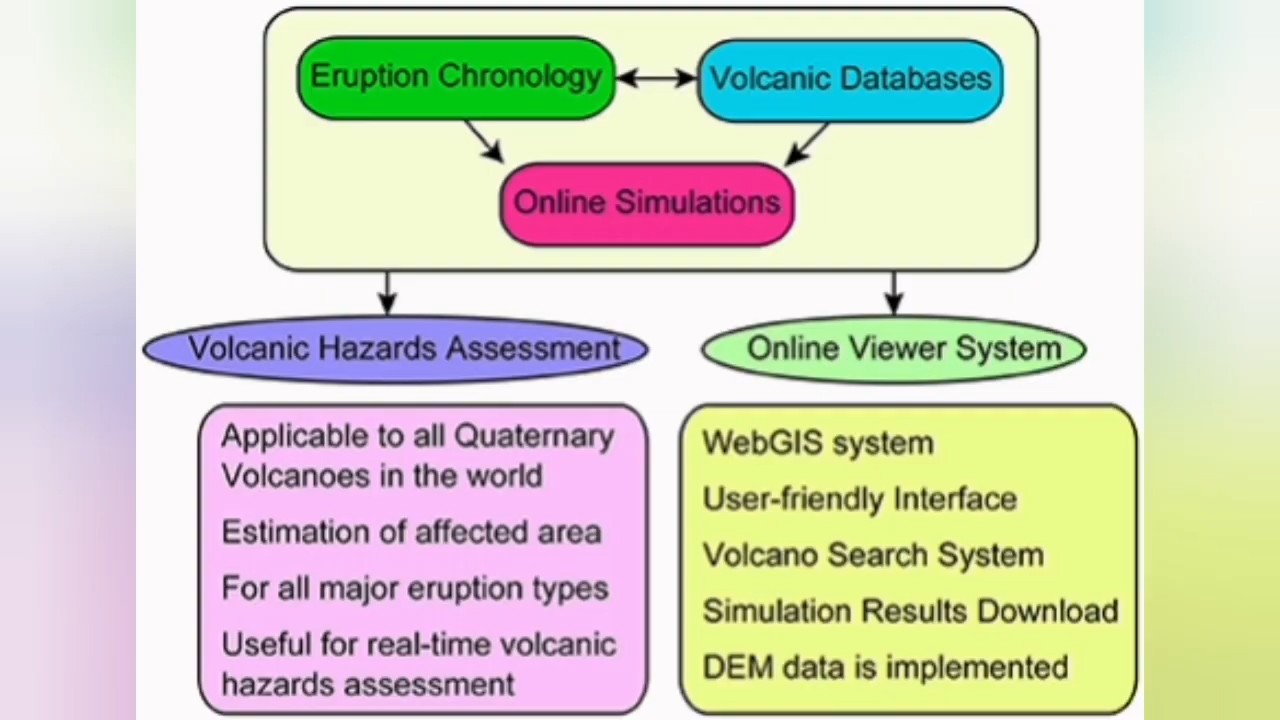 Eruption Chronology
Volcanic Databases
Online Simulations
Volcanic Hazards Assessment
Online Viewer System
Applicable to all Quaternary
Volcanoes in the world
Estimation of affected area
For all major eruption types
Useful for real-time volcanic
hazards assessment
WebGIS system
User-friendly Interface
Volcano Search System
Simulation Results Download
DEM data is implemented